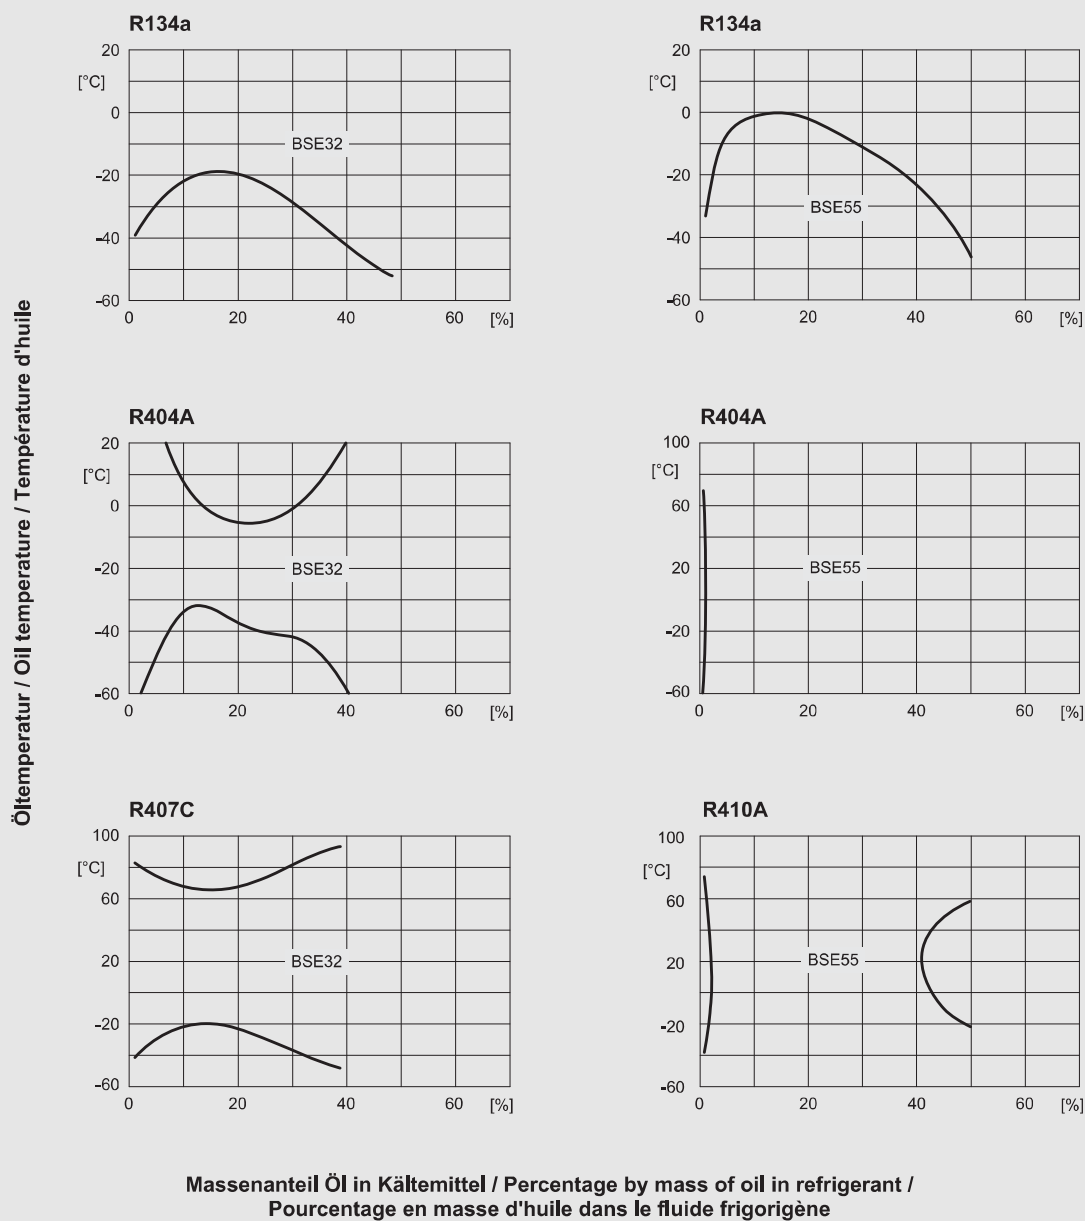 R134a
20
[°C]
0
-20
-40
-60
BSE32
0 20 40 60 [%]
R134a
20
[°C]
0
-20
-40
-60
BSE55
0 20 40 60 [%]
R404A
20
[°C]
0
-20
-40
-60
BSE32
0 20 40 60 [%]
R404A
100
[°C]
60
20
-20
-60
BSE55
0 20 40 60 [%]
R407C
100
[°C]
60
20
-20
-60
BSE32
0 20 40 60 [%]
R410A
100
[°C]
60
20
-20
-60
BSE55
0 20 40 60 [%]
Öltemperatur / Oil temperature / Température d'huile
Massenanteil Öl in Kältemittel / Percentage by mass of oil in refrigerant /
Pourcentage en masse d'huile dans le fluide frigorigène